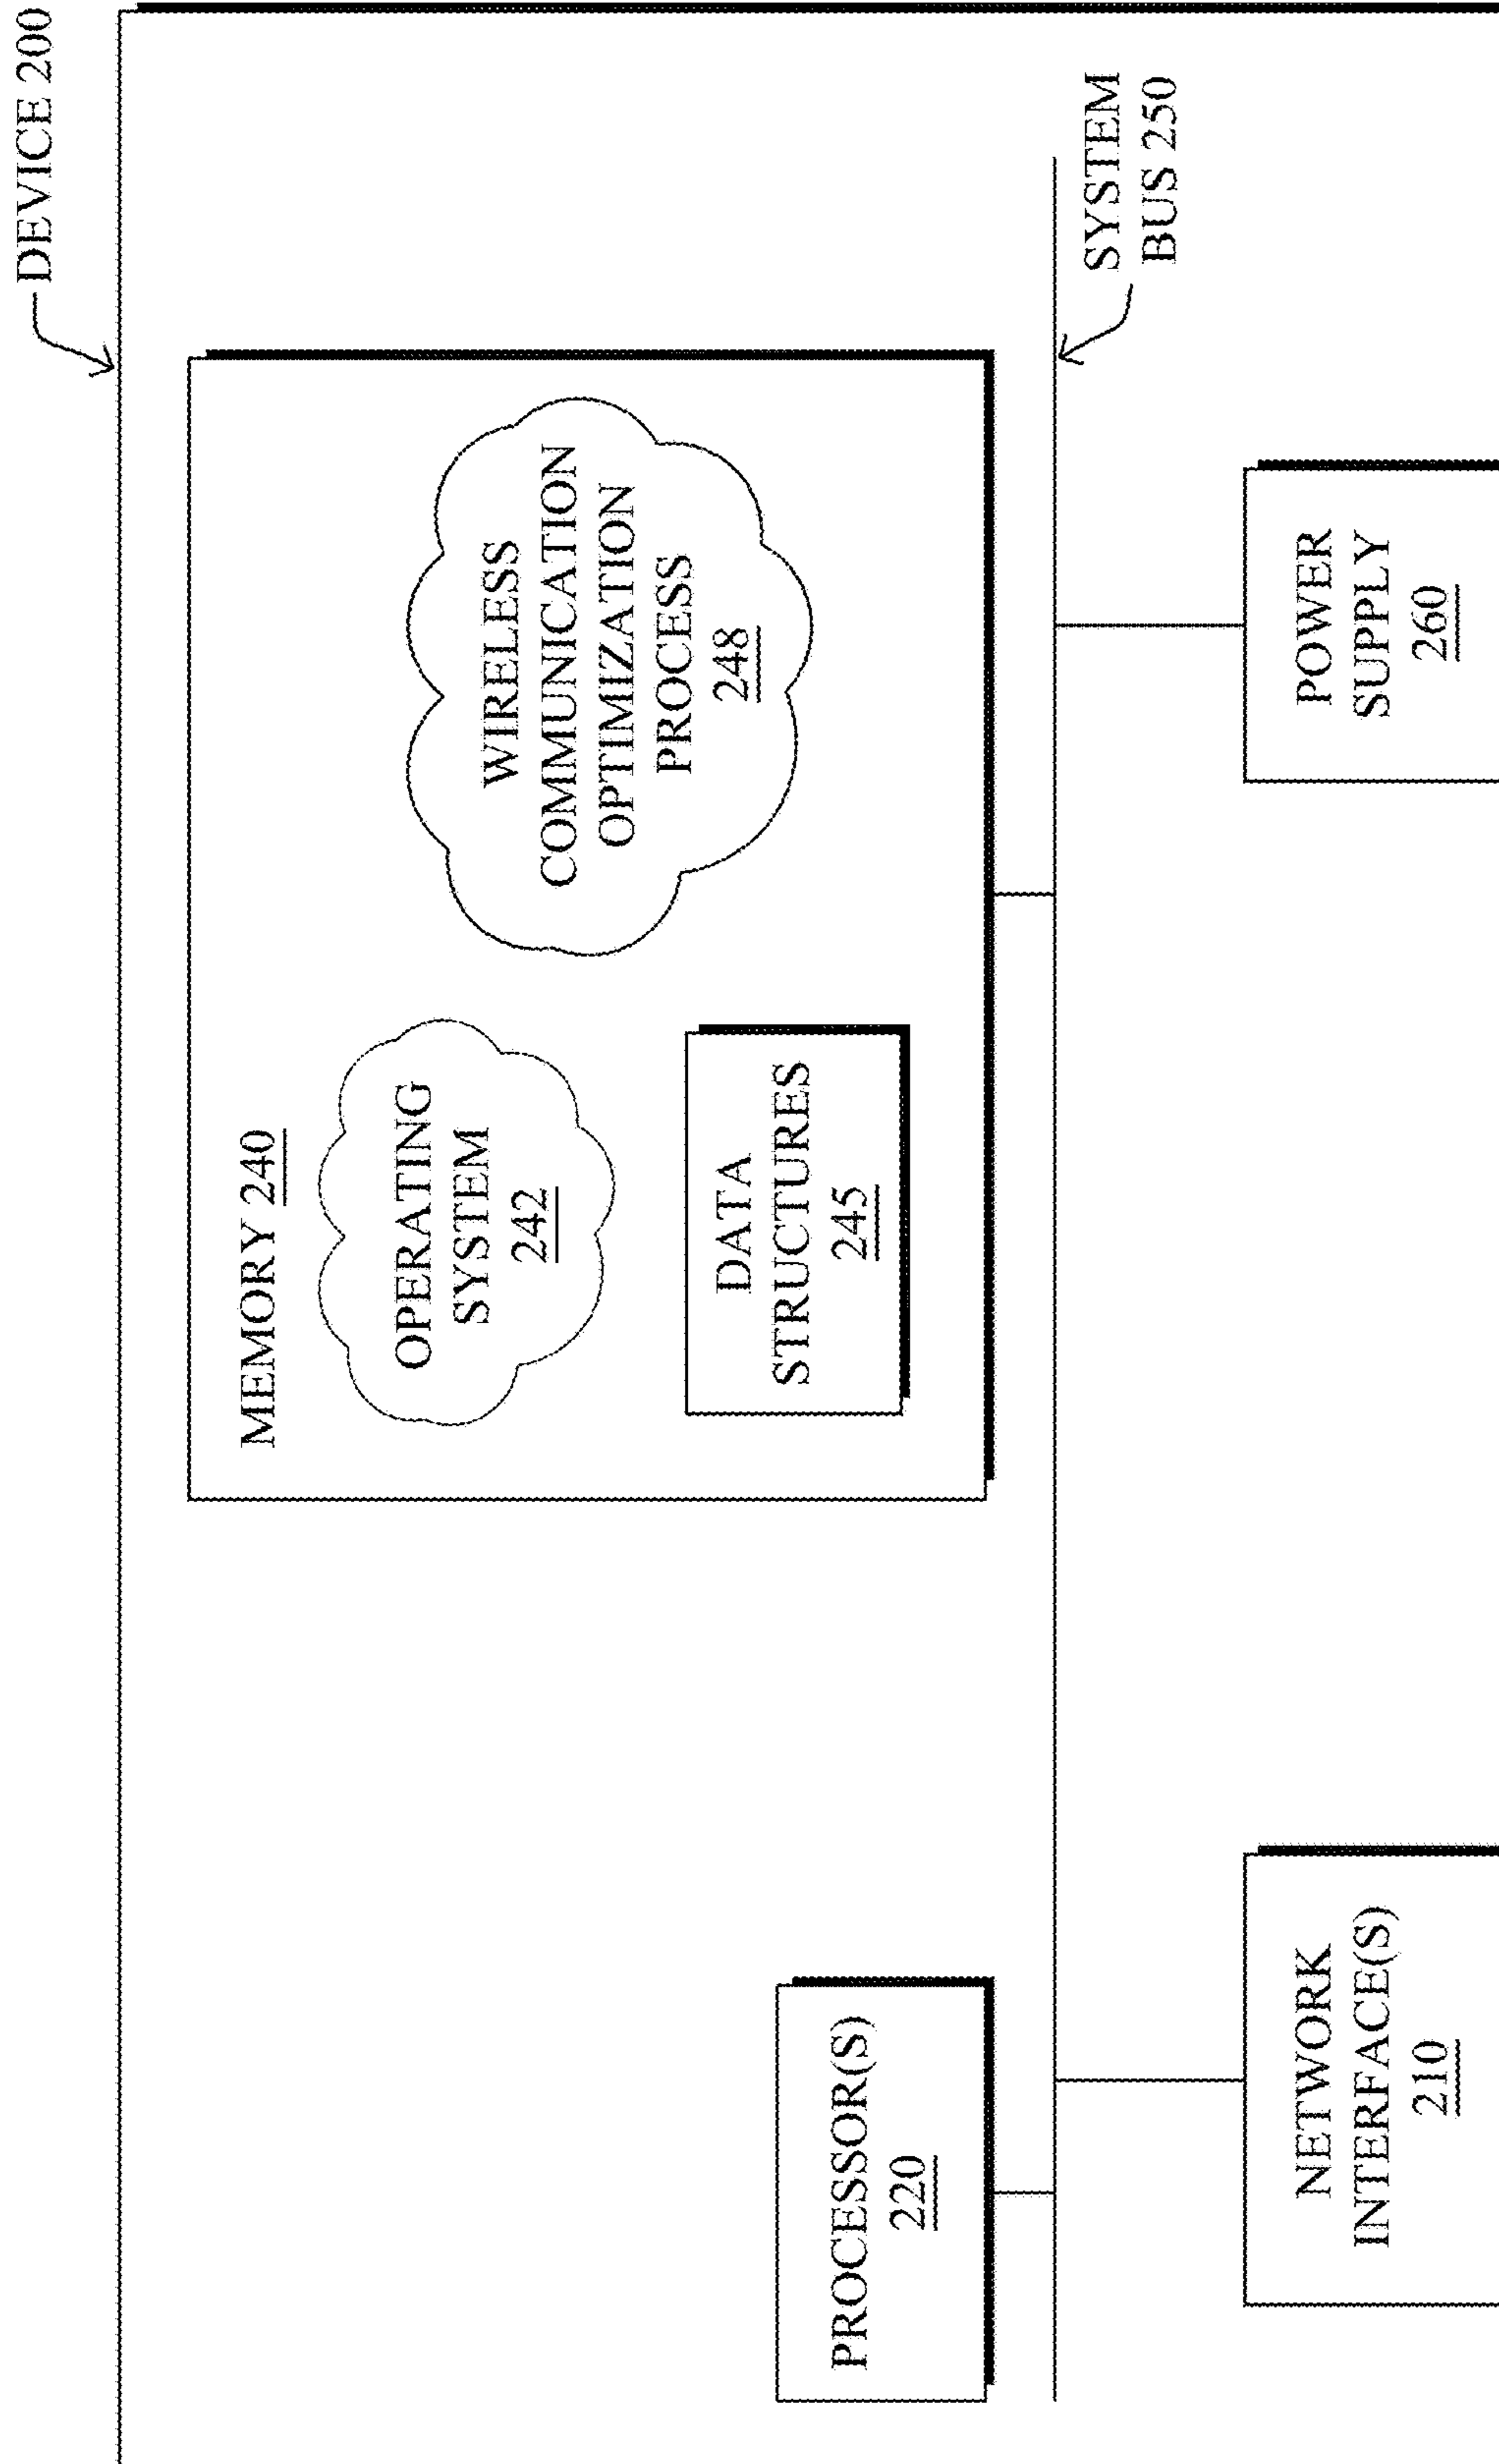 DEVICE 200
MEMORY 240
OPERATING
SYSTEM
242
DATA
STRUCTURES
245
WIRELESS
COMMUNICATION
OPTIMIZATION
PROCESS
248
PROCESSOR(S)
220
SYSTEM
BUS 250
NETWORK
INTERFACE(S)
210
POWER
SUPPLY
260